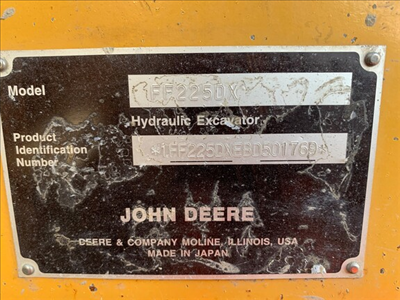 Model FF225DX
Hydraulic Excavator
Product
Identification
Number
JOHN DEERE
DEERE & COMPANY MOLINE, ILLINOIS, USA
MADE IN JAPAN